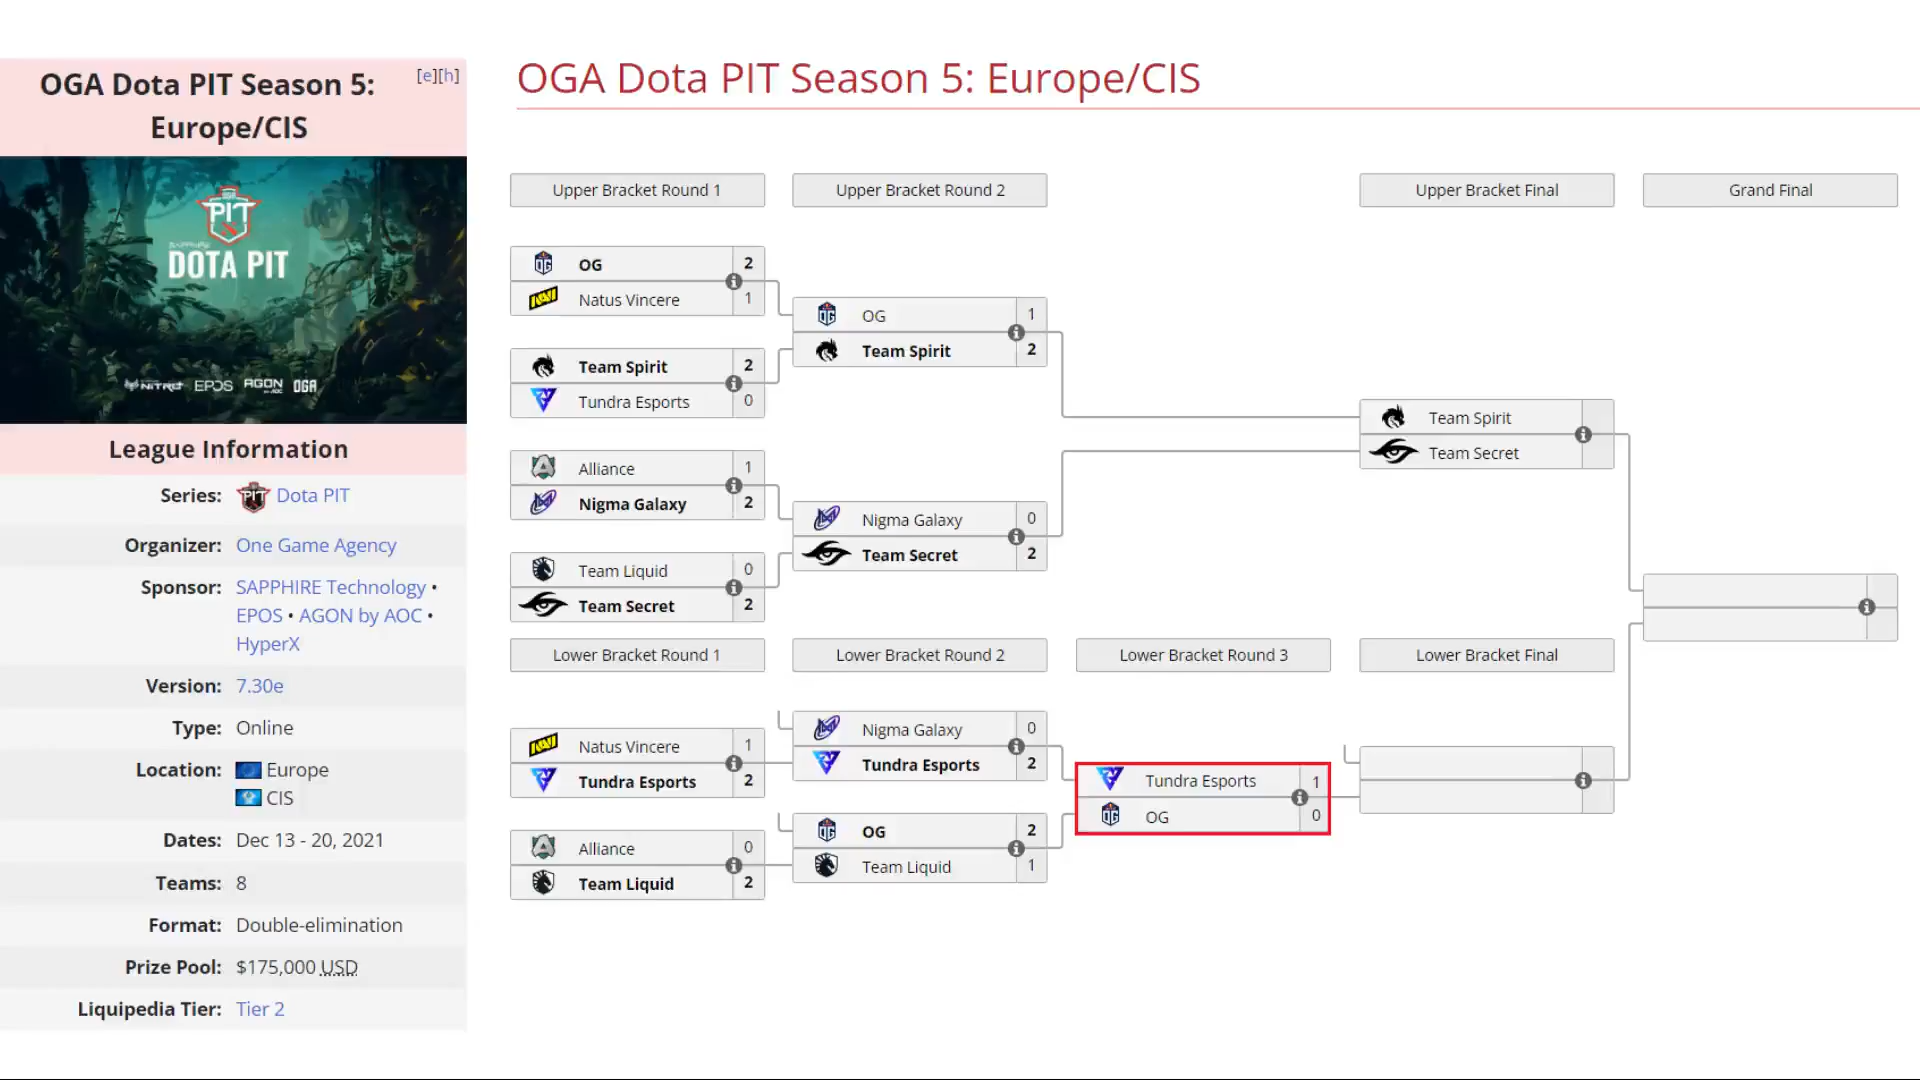 OGA Dota PIT Season 5:
Europe/CIS
[e][h]
PIT
SAPPHIRE
DOTA PIT
NITRO EPOS AGON OGA
League Information
Series: Dota PIT
Organizer: One Game Agency
Sponsor: SAPPHIRE Technology •
EPOS • AGON by AOC •
HyperX
Version: 7.30e
Type: Online
Location: Europe
CIS
Dates: Dec 13 - 20, 2021
Teams: 8
Format: Double-elimination
Prize Pool: $175,000 USD
Liquipedia Tier: Tier 2
OGA Dota PIT Season 5: Europe/CIS
Upper Bracket Round 1
Upper Bracket Round 2
Upper Bracket Final
Grand Final
OG 2
Natus Vincere 1
Team Spirit 2
Tundra Esports 0
Alliance 1
Nigma Galaxy 2
Team Liquid 0
Team Secret 2
OG 1
Team Spirit 2
Nigma Galaxy 0
Team Secret 2
Team Spirit
Team Secret
Lower Bracket Round 1
Lower Bracket Round 2
Lower Bracket Round 3
Lower Bracket Final
Natus Vincere 1
Tundra Esports 2
Alliance 0
Team Liquid 2
Nigma Galaxy 0
Tundra Esports 2
OG 2
Team Liquid 1
Tundra Esports 1
OG 0